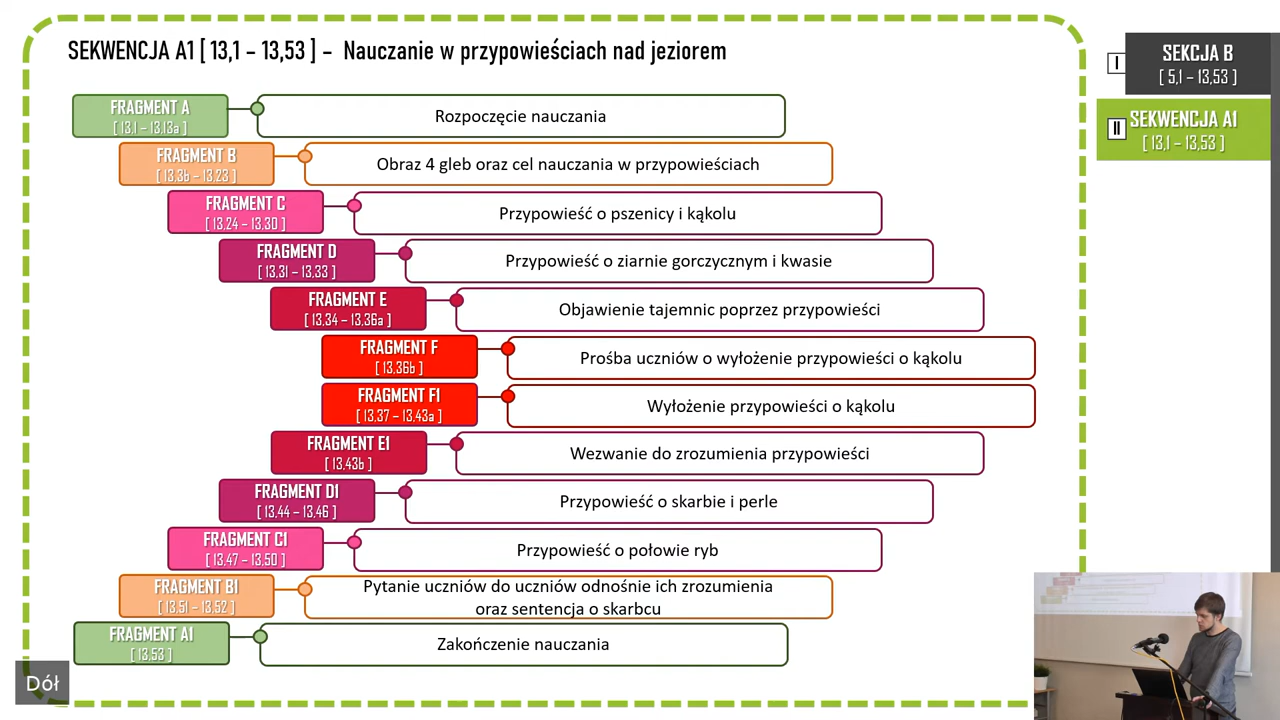 SEKWENCJA A1 [ 13,1 – 13,53 ] – Nauczanie w przypowieściach nad jeziorem
FRAGMENT A
[ 13,1 – 13,13a ]
Rozpoczęcie nauczania
FRAGMENT B
[ 13,3b – 13,23 ]
Obraz 4 gleb oraz cel nauczania w przypowieściach
FRAGMENT C
[ 13,24 – 13,30 ]
Przypowieść o pszenicy i kąkolu
FRAGMENT D
[ 13,31 – 13,33 ]
Przypowieść o ziarnie gorczycznym i kwasie
FRAGMENT E
[ 13,34 – 13,36a ]
Objawienie tajemnic poprzez przypowieści
FRAGMENT F
[ 13,36b ]
Prośba uczniów o wyłożenie przypowieści o kąkolu
FRAGMENT F1
[ 13,37 – 13,43a ]
Wyłożenie przypowieści o kąkolu
FRAGMENT E1
[ 13,43b ]
Wezwanie do zrozumienia przypowieści
FRAGMENT D1
[ 13,44 – 13,46 ]
Przypowieść o skarbie i perle
FRAGMENT C1
[ 13,47 – 13,50 ]
Przypowieść o połowie ryb
FRAGMENT B1
[ 13,51 – 13,52 ]
Pytanie uczniów do uczniów odnośnie ich zrozumienia
oraz sentencja o skarbcu
FRAGMENT A1
[ 13,53 ]
Zakończenie nauczania
Dół
I
SEKCJA B
[ 5,1 – 13,53 ]
II
SEKWENCJA A1
[ 13,1 – 13,53 ]